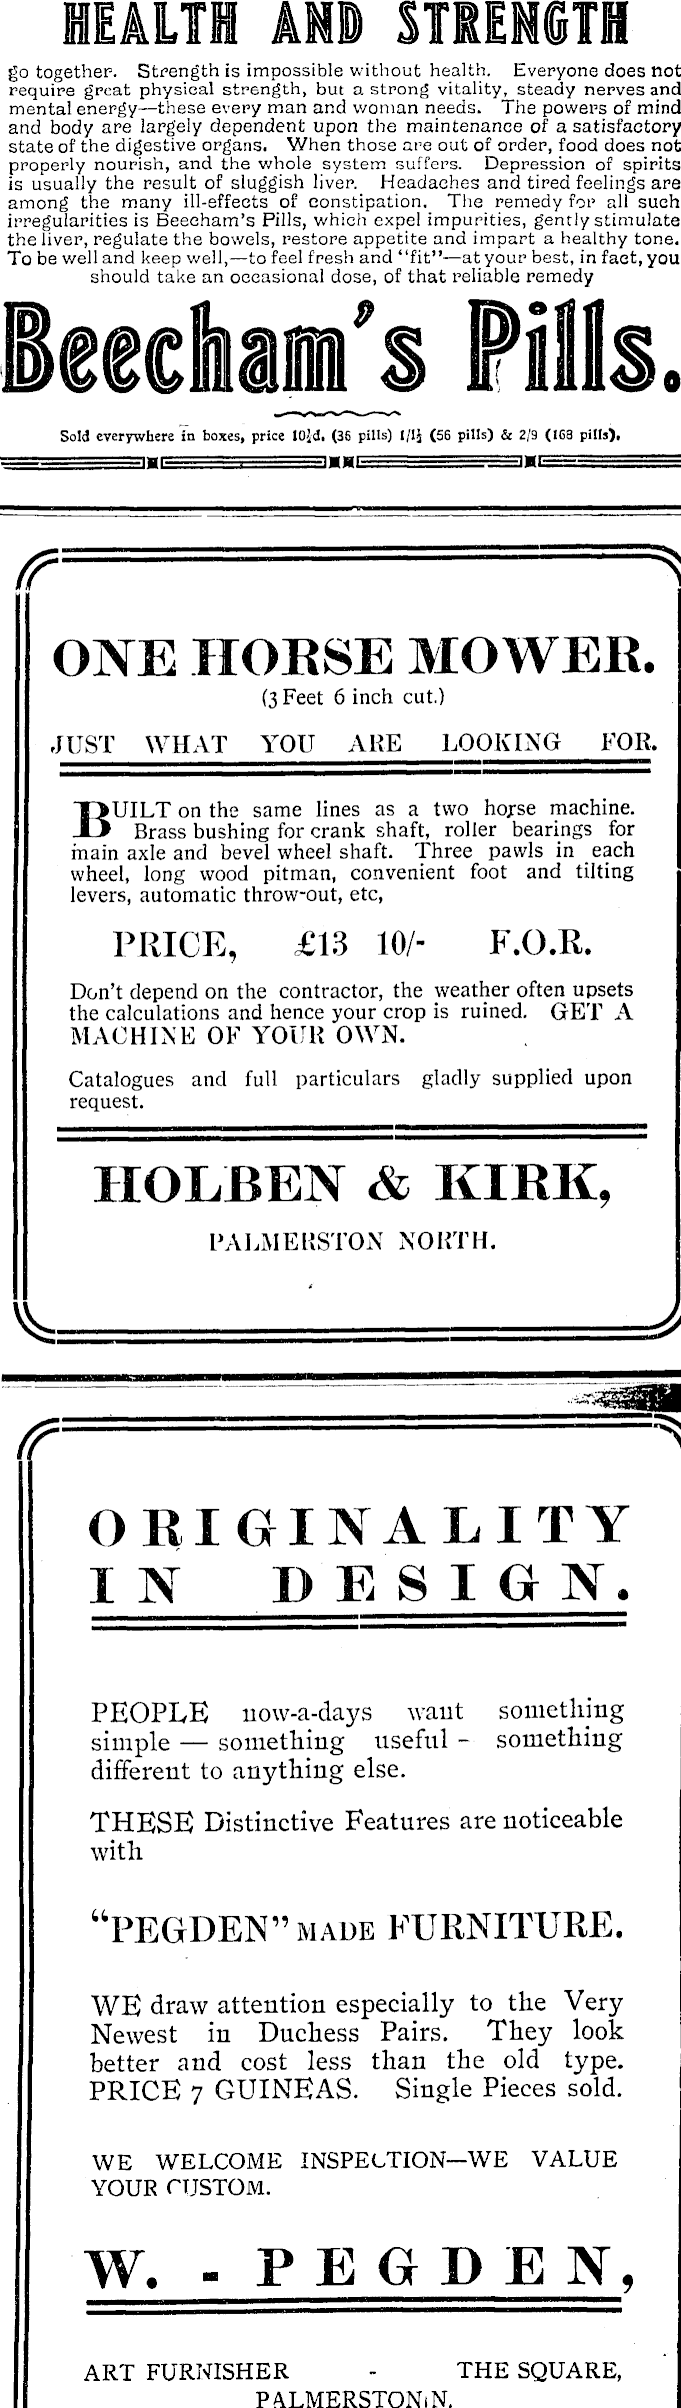 HEALTH AND STRENGTH
go together. Strength is impossible without health. Everyone does not
require great physical strength, but a strong vitality, steady nerves and
mental energy—these every man and woman needs. The powers of mind
and body are largely dependent upon the maintenance of a satisfactory
state of the digestive organs. When those are out of order, food does not
properly nourish, and the whole system suffers. Depression of spirits
is usually the result of sluggish liver. Headaches and tired feelings are
among the many ill-effects of constipation. The remedy for all such
irregularities is Beecham's Pills, which expel impurities, gently stimulate
the liver, regulate the bowels, restore appetite and impart a healthy tone.
To be well and keep well,—to feel fresh and "fit"—at your best, in fact, you
should take an occasional dose, of that reliable remedy
Beecham's Pills.
Sold everywhere in boxes, price 10½d. (36 pills) 1/1½ (56 pills) & 2/9 (168 pills).
ONE HORSE MOWER.
(3 Feet 6 inch cut.)
JUST WHAT YOU ARE LOOKING FOR.
BUILT on the same lines as a two horse machine.
Brass bushing for crank shaft, roller bearings for
main axle and bevel wheel shaft. Three pawls in each
wheel, long wood pitman, convenient foot and tilting
levers, automatic throw-out, etc,
PRICE, £13 10/- F.O.R.
Don't depend on the contractor, the weather often upsets
the calculations and hence your crop is ruined. GET A
MACHINE OF YOUR OWN.
Catalogues and full particulars gladly supplied upon
request.
HOLBEN & KIRK,
PALMERSTON NORTH.
ORIGINALITY
IN DESIGN.
PEOPLE now-a-days want something
simple — something useful - something
different to anything else.
THESE Distinctive Features are noticeable
with
"PEGDEN" MADE FURNITURE.
WE draw attention especially to the Very
Newest in Duchess Pairs. They look
better and cost less than the old type.
PRICE 7 GUINEAS. Single Pieces sold.
WE WELCOME INSPECTION—WE VALUE
YOUR CUSTOM.
W. - PEGDEN,
ART FURNISHER - THE SQUARE,
PALMERSTON N.